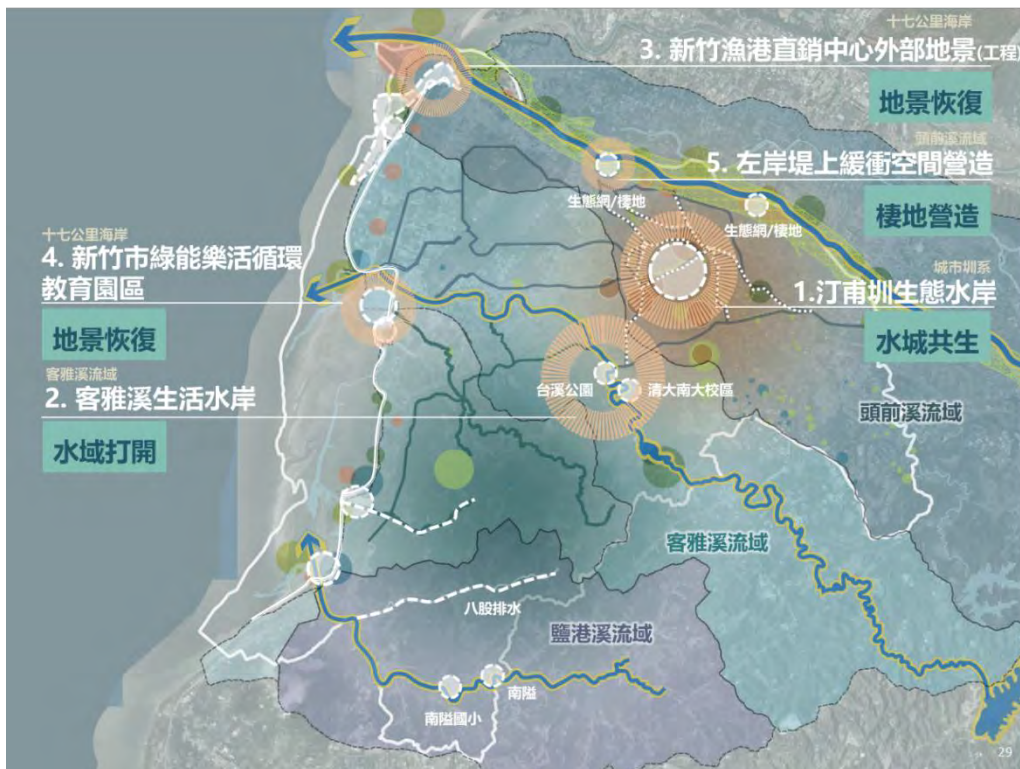 十七公里海岸
3. 新竹漁港直銷中心外部地景(工程)
地景恢復
頭前溪流域
5. 左岸堤上緩衝空間營造
棲地營造
生態網/棲地
生態網/棲地
城市圳系
1.汀甫圳生態水岸
水城共生
十七公里海岸
4. 新竹市綠能樂活循環
教育園區
地景恢復
客雅溪流域
2. 客雅溪生活水岸
水域打開
台溪公園
清大南大校區
頭前溪流域
客雅溪流域
八股排水
鹽港溪流域
南隘
南隘國小
29